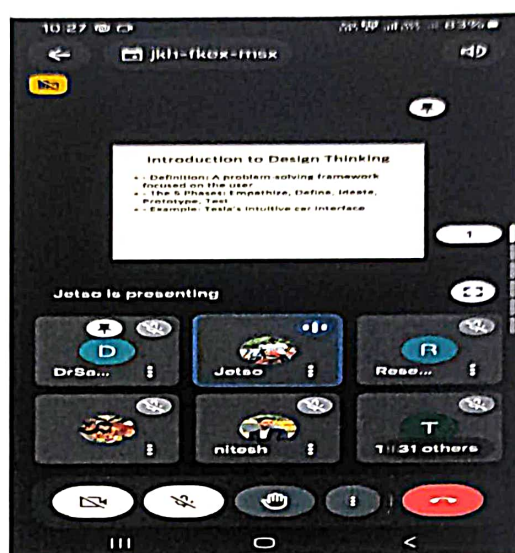 10:27
83%
jkh-fkox-msx
Introduction to Design Thinking
- Definition: A problem-solving framework
focused on the user
- The 5 Phases: Empathize, Define, Ideate,
Prototype, Test
- Example: Tesla's intuitive car interface
1
Jetso is presenting
D
DrSa...
Jetso
R
Rese...
nitesh
T
31 others